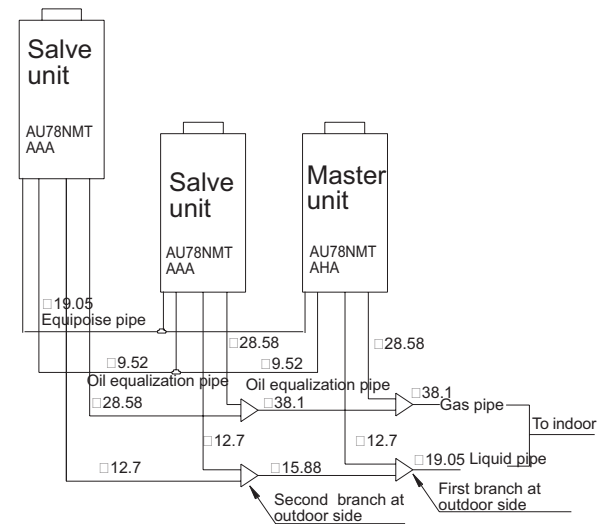 Salve
unit
AU78NMT
AAA
Salve
unit
AU78NMT
AAA
Master
unit
AU78NMT
AHA
□19.05
Equipoise pipe
□28.58
□28.58
□9.52
□9.52
Oil equalization pipe
Oil equalization pipe
□28.58
□38.1
□38.1
Gas pipe
To indoor
□12.7
□12.7
□12.7
□15.88
□19.05
Liquid pipe
Second branch at
outdoor side
First branch at
outdoor side